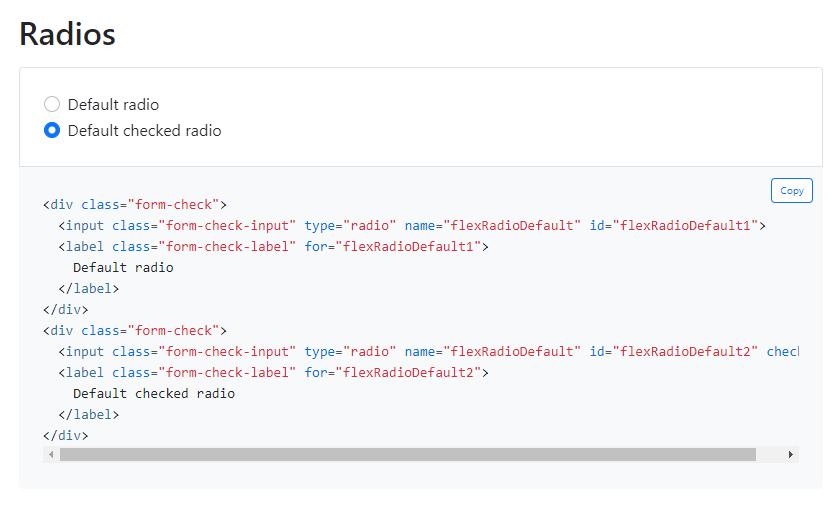 Radios
Default radio
Default checked radio
Copy
<div class="form-check">
  <input class="form-check-input" type="radio" name="flexRadioDefault" id="flexRadioDefault1">
  <label class="form-check-label" for="flexRadioDefault1">
    Default radio
  </label>
</div>
<div class="form-check">
  <input class="form-check-input" type="radio" name="flexRadioDefault" id="flexRadioDefault2" check
  <label class="form-check-label" for="flexRadioDefault2">
    Default checked radio
  </label>
</div>